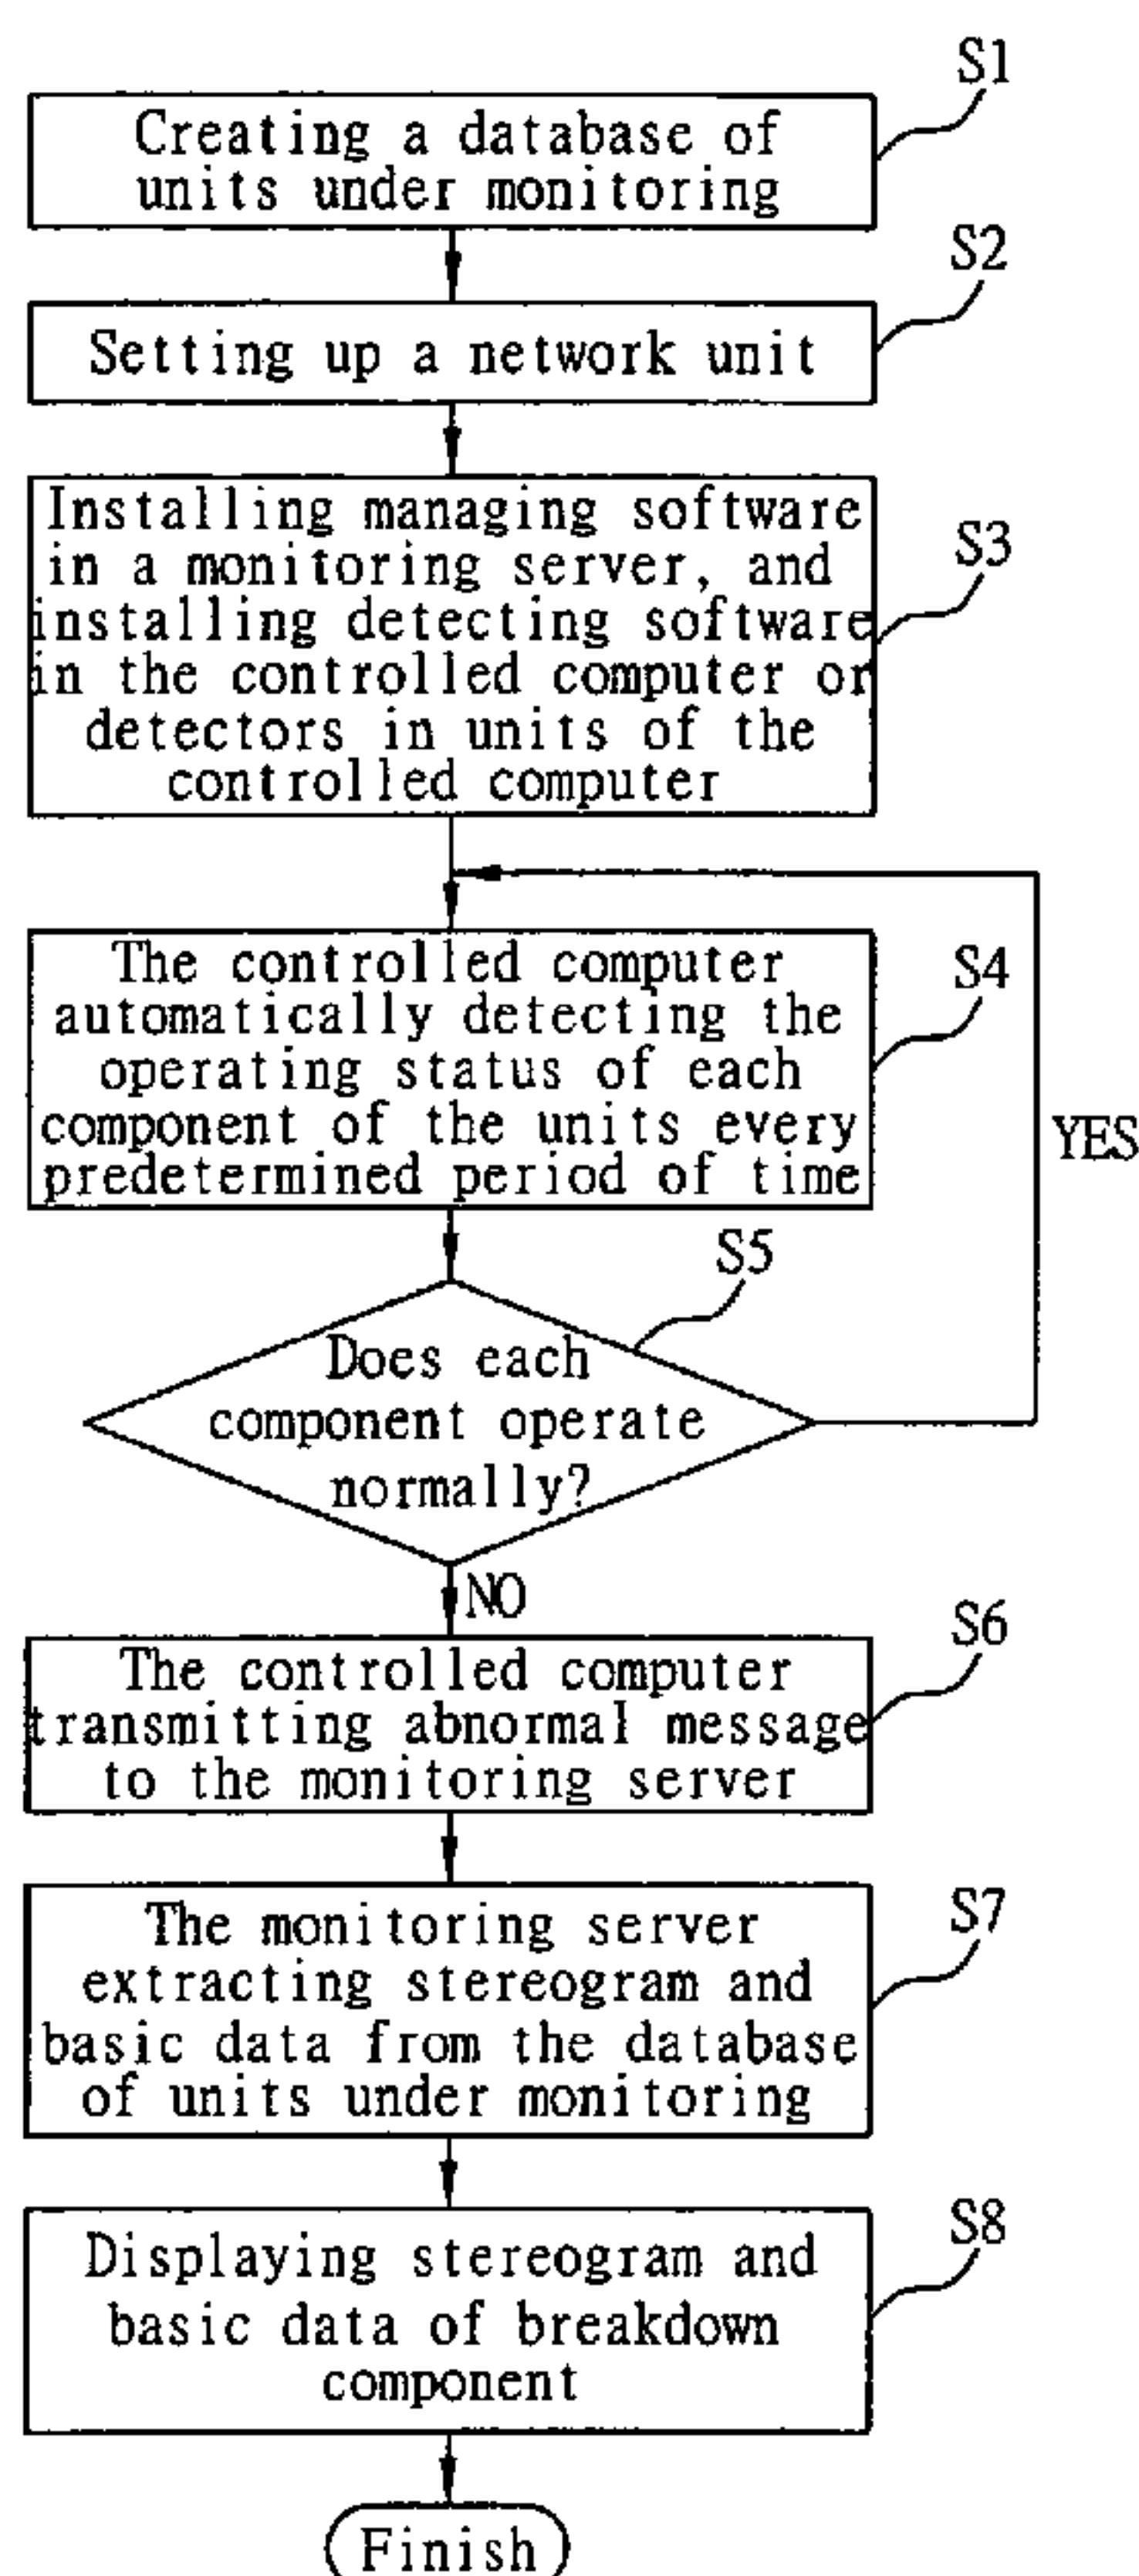 S1
Creating a database of
units under monitoring
S2
Setting up a network unit
Installing managing software
in a monitoring server, and
installing detecting software
in the controlled computer or
detectors in units of the
controlled computer
S3
The controlled computer
automatically detecting the
operating status of each
component of the units every
predetermined period of time
S4
YES
S5
Does each
component operate
normally?
NO
S6
The controlled computer
transmitting abnormal message
to the monitoring server
S7
The monitoring server
extracting stereogram and
basic data from the database
of units under monitoring
S8
Displaying stereogram and
basic data of breakdown
component
Finish